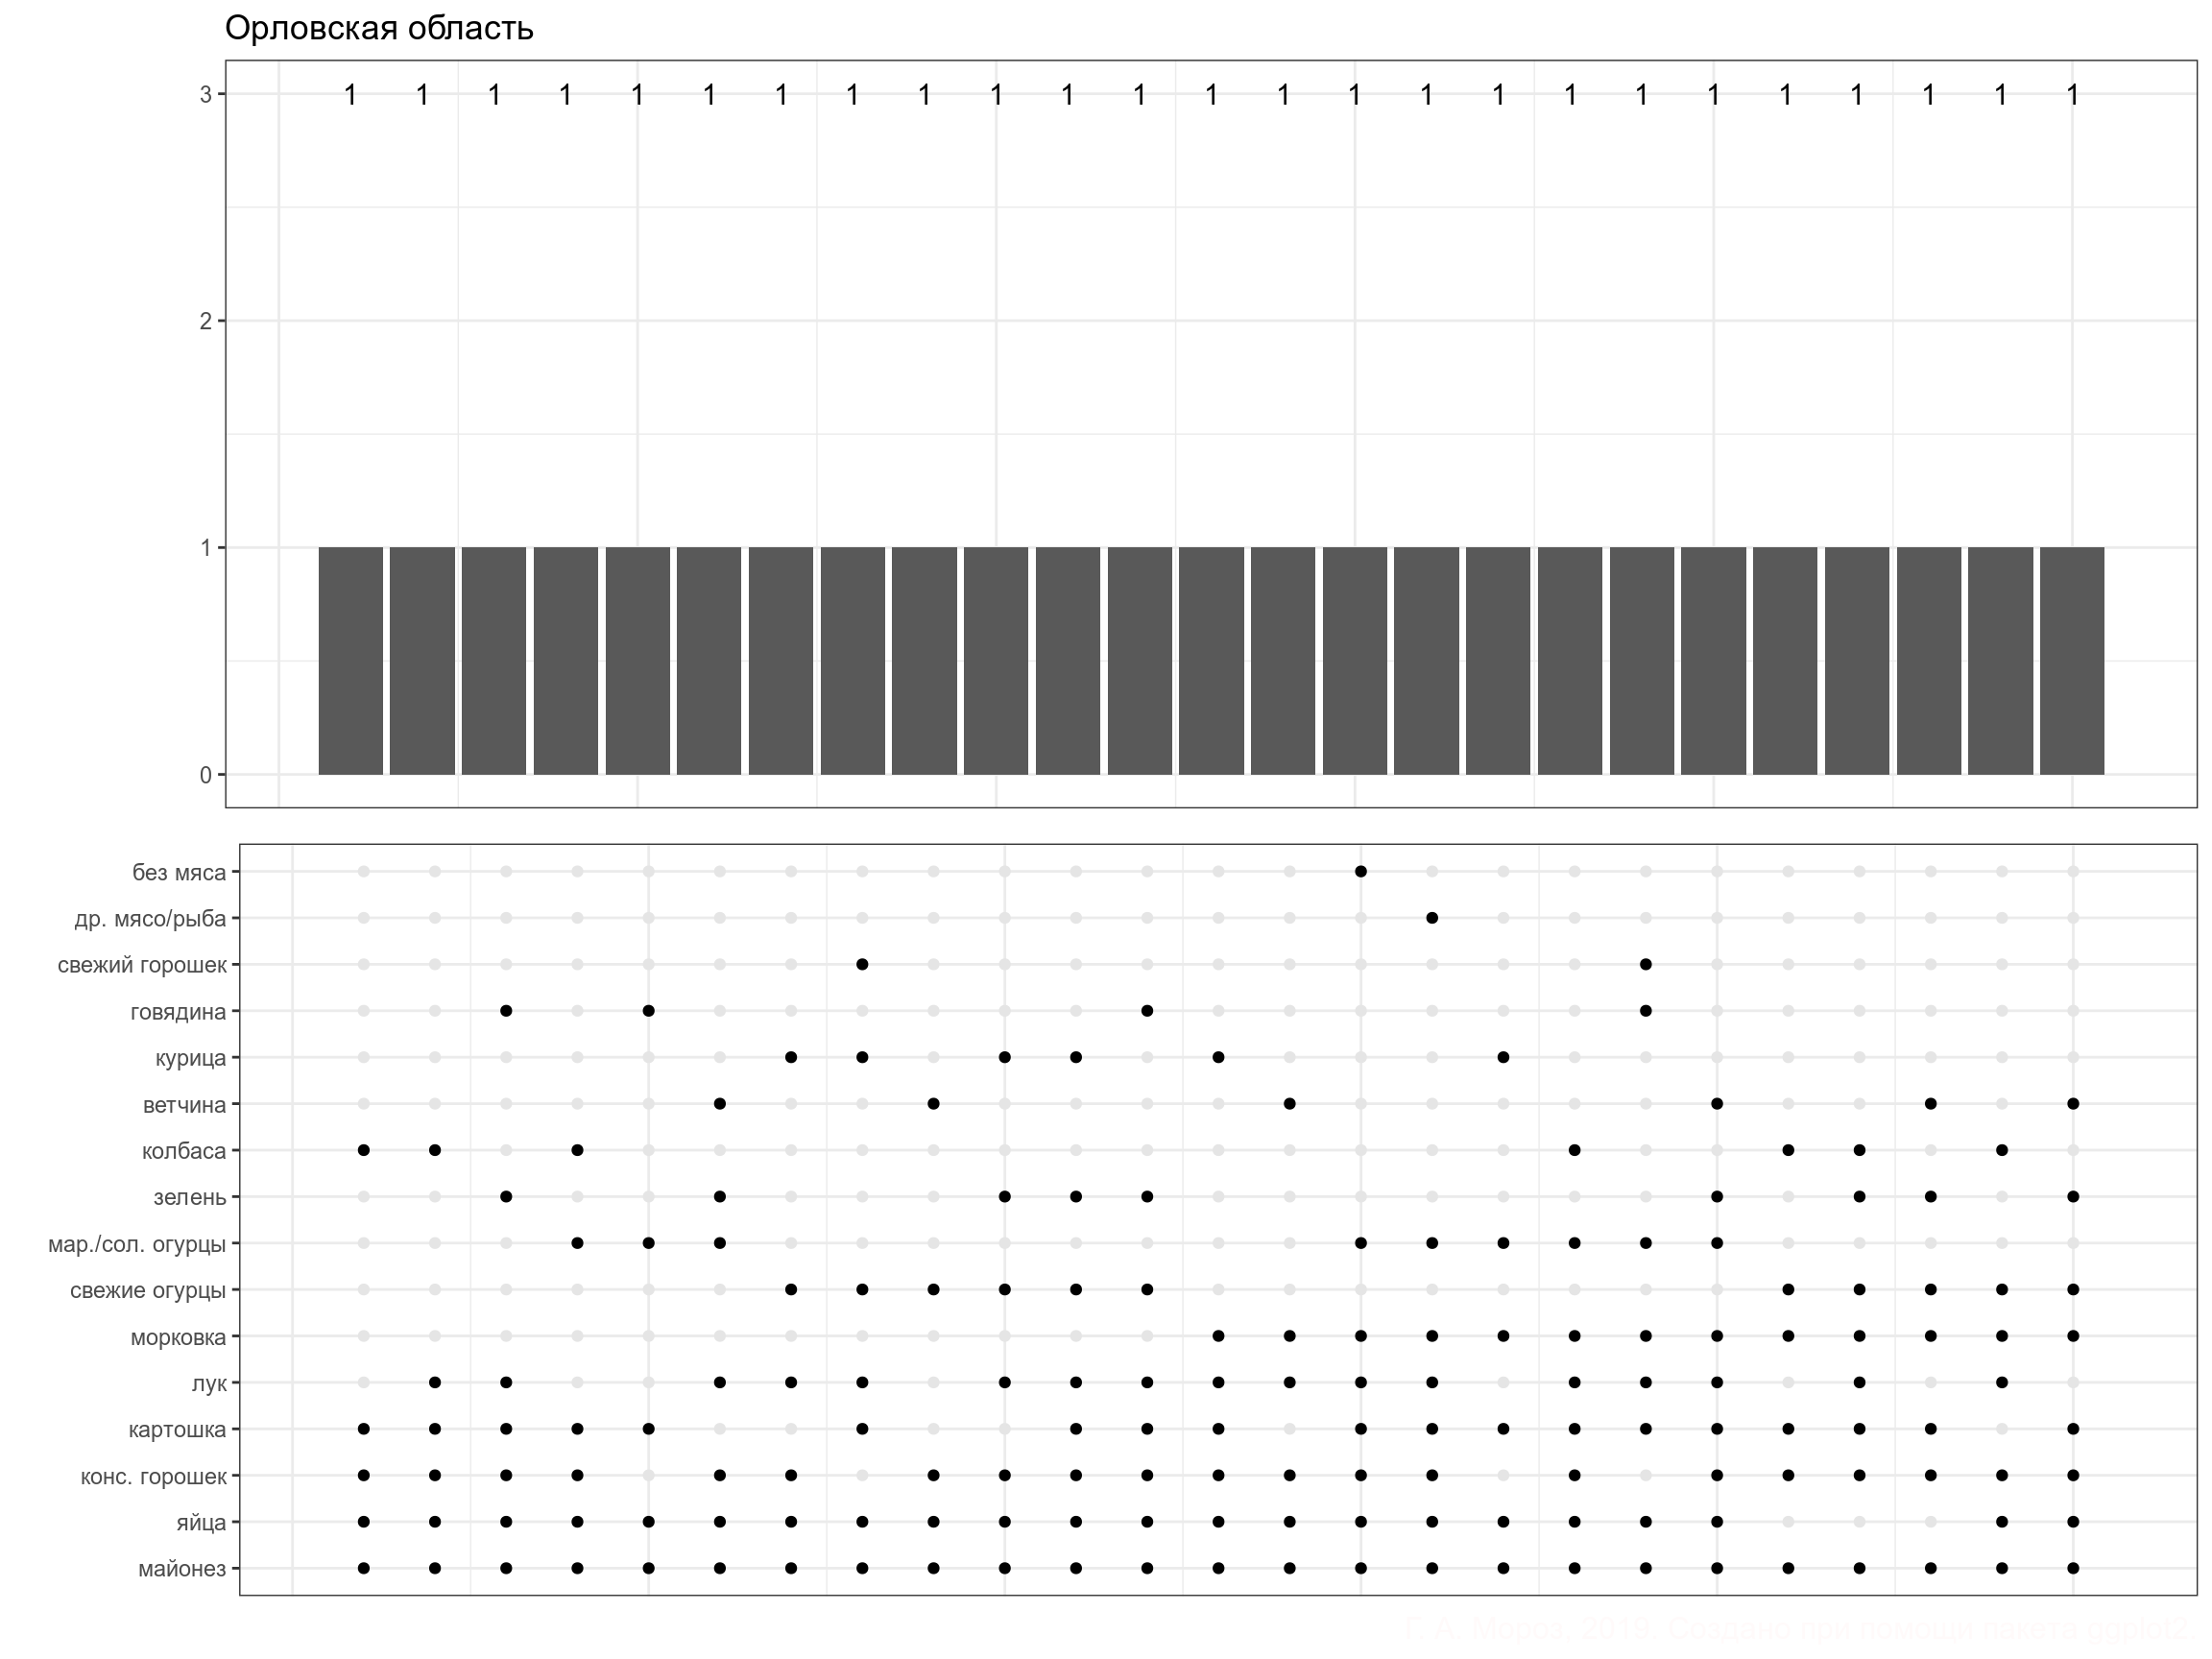 Орловская область
3
1 1 1 1 1 1 1 1 1 1 1 1 1 1 1 1 1 1 1 1 1 1 1 1 1
2
1
0
без мяса
др. мясо/рыба
свежий горошек
говядина
курица
ветчина
колбаса
зелень
мар./сол. огурцы
свежие огурцы
морковка
лук
картошка
конс. горошек
яйца
майонез
Г. А. Мороз, 2019, Создано при помощи пакета ggplot2.